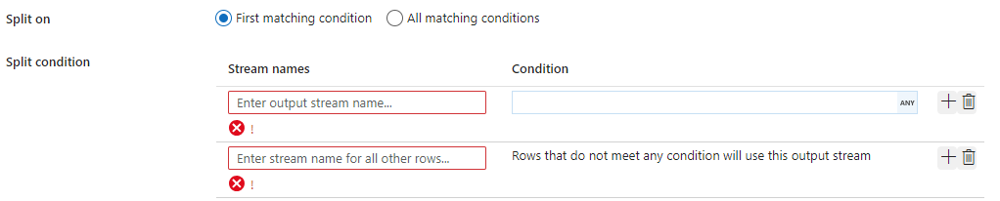 Split on First matching condition All matching conditions
Split condition
Stream names Condition
Enter output stream name... ANY
!
Enter stream name for all other rows... Rows that do not meet any condition will use this output stream
!